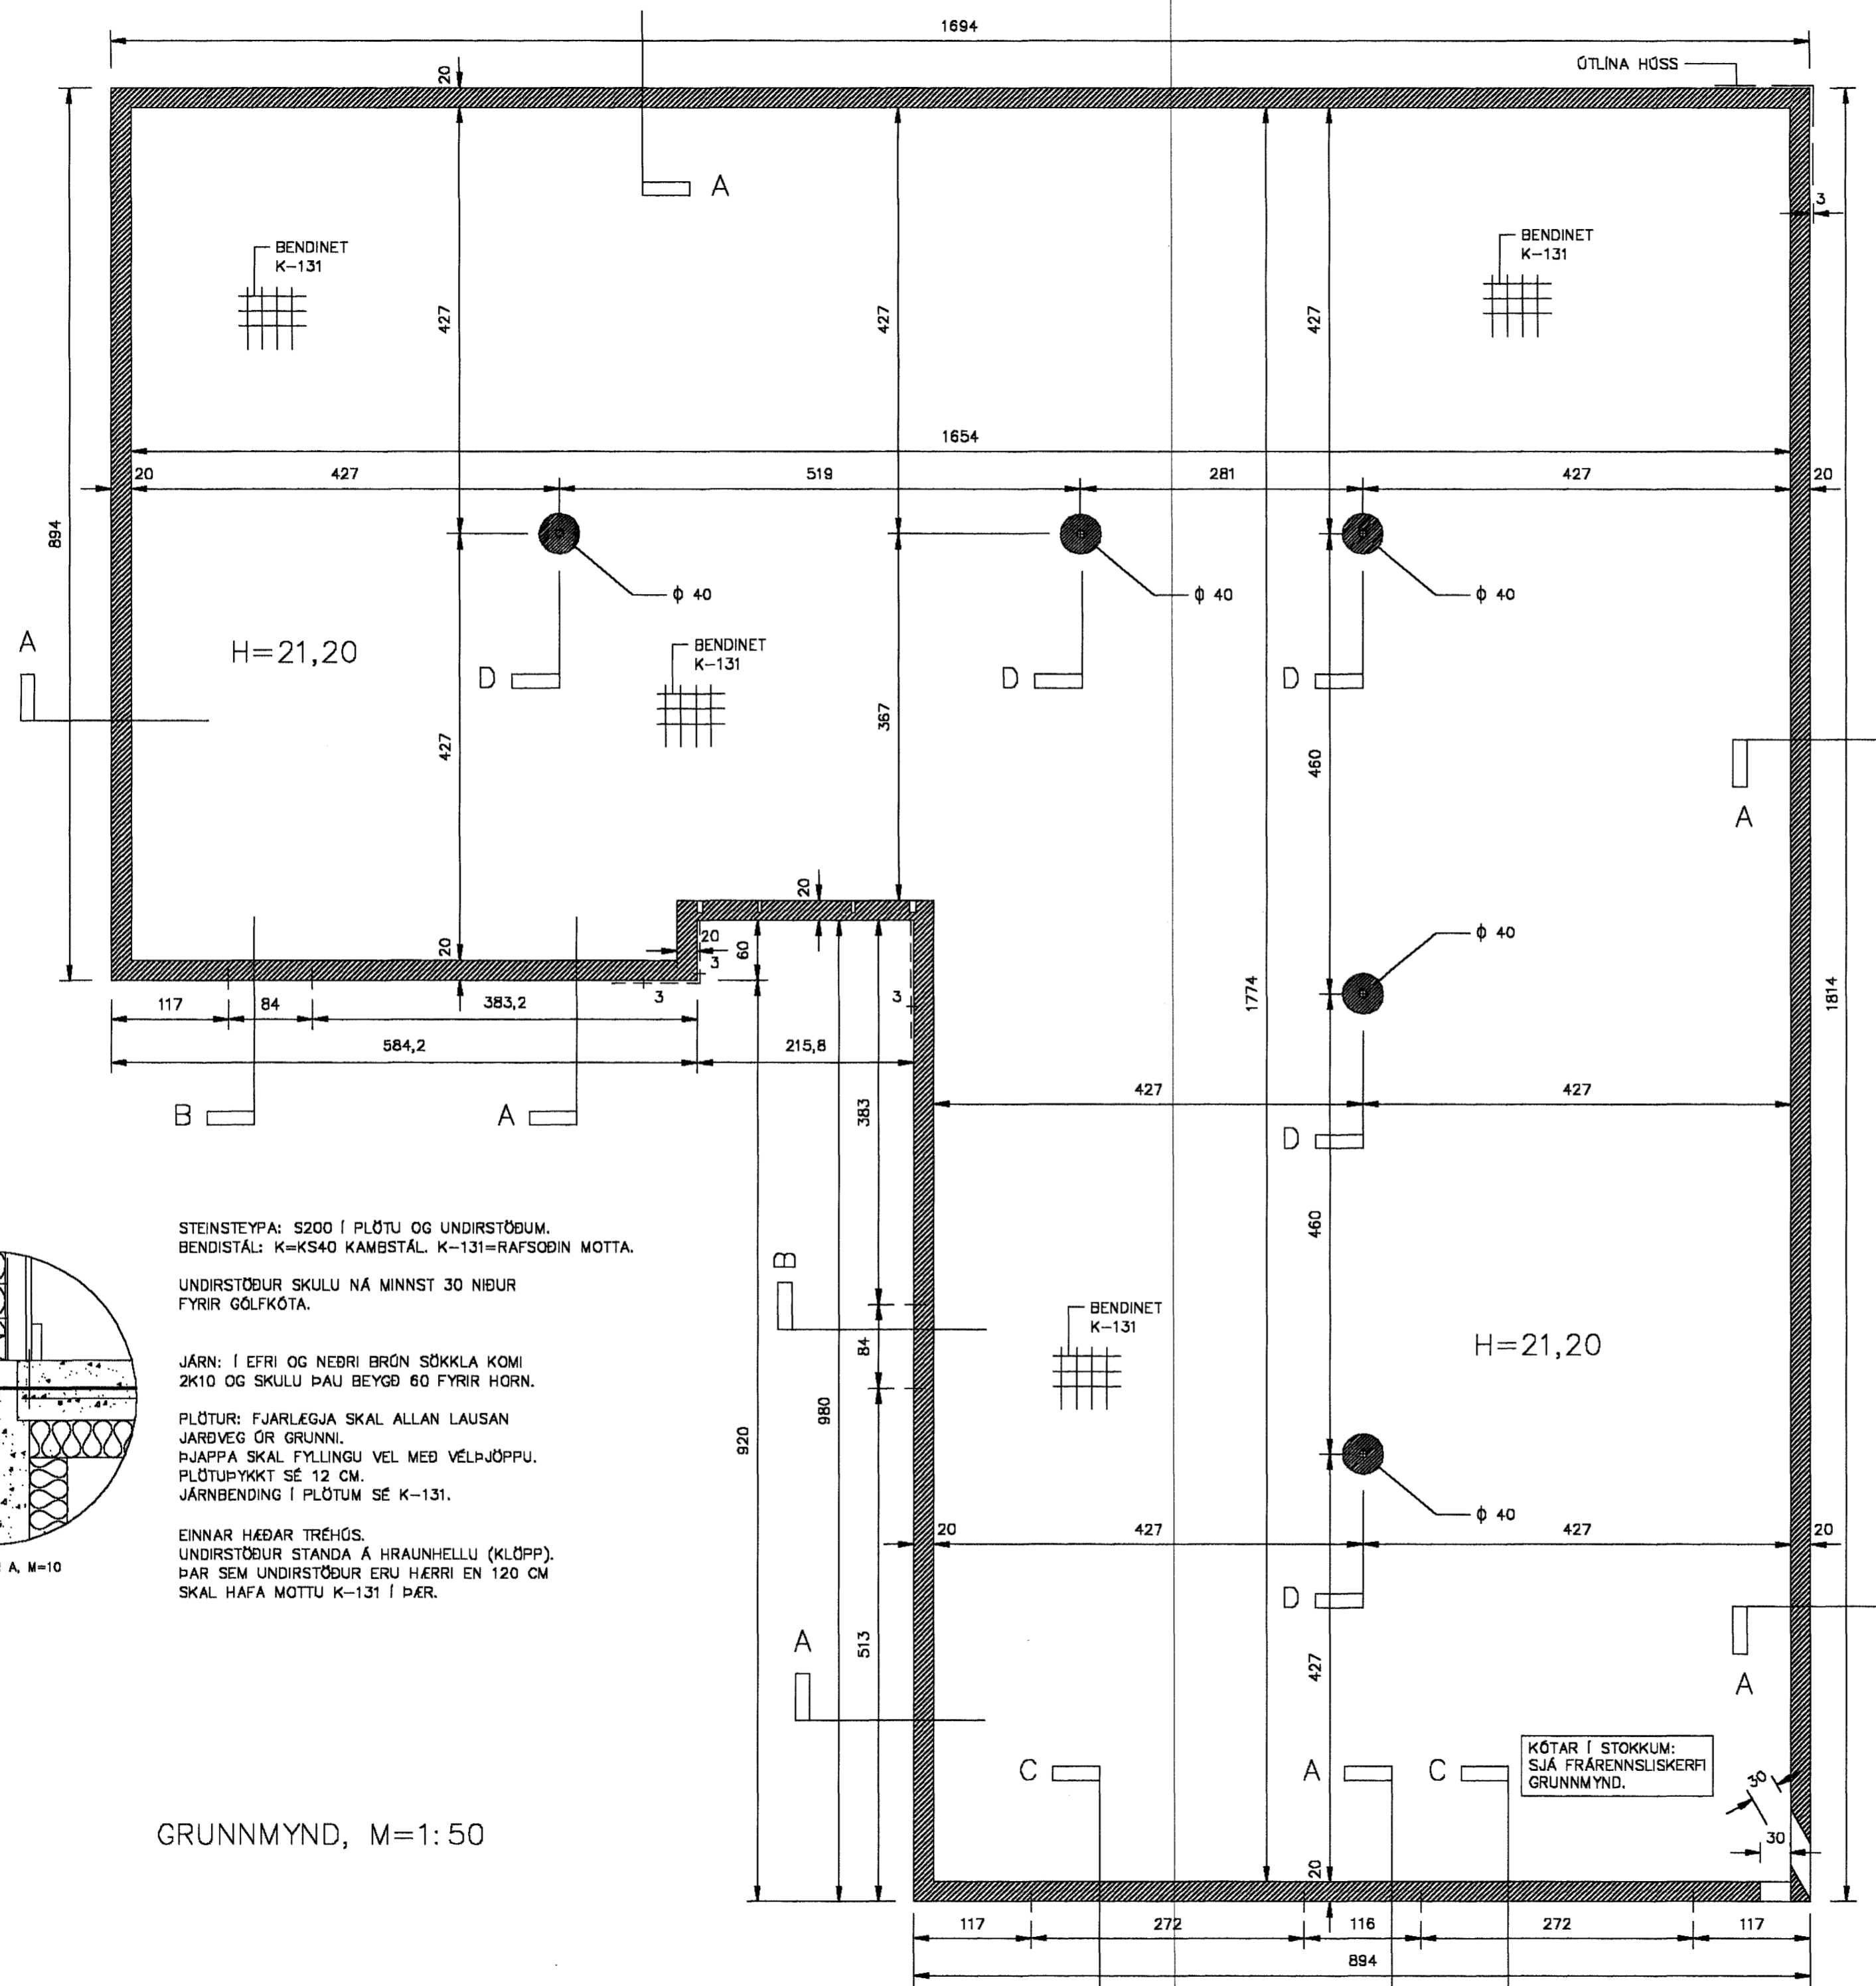 1694
ÚTLÍNA HÚSS
20
A
3
BENDINET
K-131
BENDINET
K-131
427
427
427
1654
20
427
519
281
427
20
894
φ 40
φ 40
φ 40
A
H=21,20
BENDINET
K-131
D
D
D
427
367
460
A
20
20
60
20
3
3
3
φ 40
117
84
383,2
584,2
215,8
1774
1814
427
427
B
A
383
D
STEINSTEYPA: S200 Í PLÖTU OG UNDIRSTÖÐUM.
BENDISTÁL: K=KS40 KAMBSTÁL. K-131=RAFSOÐIN MOTTA.
UNDIRSTÖÐUR SKULU NÁ MINNST 30 NIÐUR
FYRIR GÓLFKÓTA.
JÁRN: Í EFRI OG NEÐRI BRÚN SÖKKLA KOMI
2K10 OG SKULU ÞAU BEYGÐ 60 FYRIR HORN.
PLÖTUR: FJARLÆGJA SKAL ALLAN LAUSAN
JARÐVEG ÚR GRUNNI.
ÞJAPPA SKAL FYLLINGU VEL MEÐ VÉLÞJÖPPU.
PLÖTUÞYKKT SÉ 12 CM.
JÁRNBENDING Í PLÖTUM SÉ K-131.
EINNAR HÆÐAR TRÉHÚS.
UNDIRSTÖÐUR STANDA Á HRAUNHELLU (KLÖPP).
ÞAR SEM UNDIRSTÖÐUR ERU HÆRRI EN 120 CM
SKAL HAFA MOTTU K-131 Í ÞÆR.
A, M=10
B
460
BENDINET
K-131
H=21,20
84
980
920
φ 40
20
427
427
20
D
A
513
427
A
C
A
C
KÓTAR Í STOKKUM:
SJÁ FRÁRENNSLISKERFI
GRUNNMYND.
30
30
GRUNNMYND, M=1:50
20
117
272
116
272
117
894